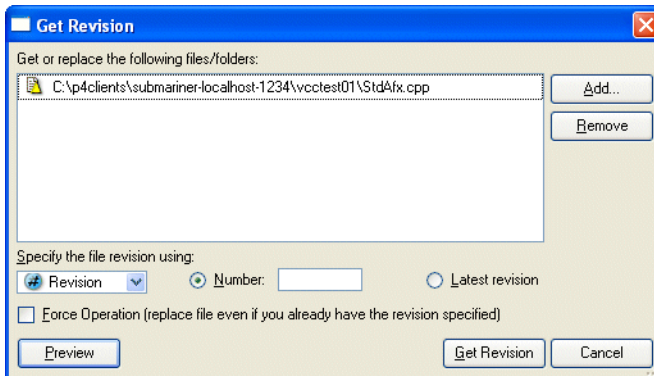 Get Revision
Get or replace the following files/folders:
C:\p4clients\submariner-localhost-1234\vcctest01\StdAfx.cpp
Add...
Remove
Specify the file revision using:
# Revision
Number:
Latest revision
Force Operation (replace file even if you already have the revision specified)
Preview
Get Revision
Cancel